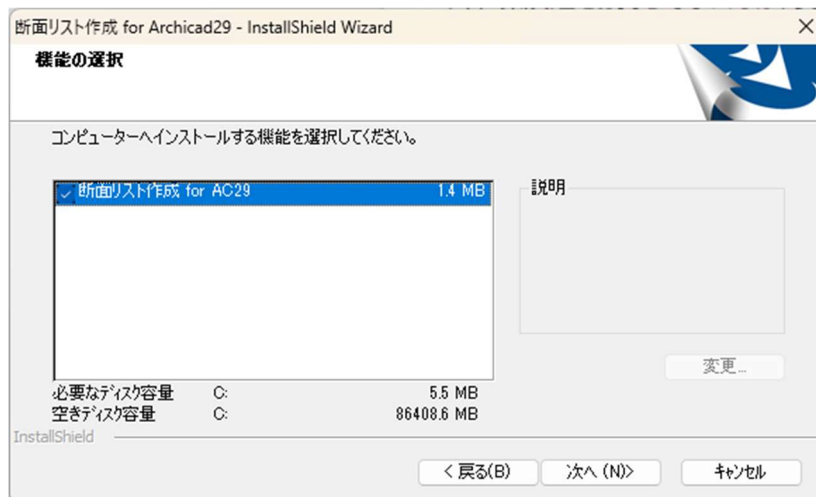 断面リスト作成 for Archicad29 - InstallShield Wizard
機能の選択
コンピューターへインストールする機能を選択してください。
断面リスト作成 for AC29 1.4 MB
説明
変更...
必要なディスク容量 C: 5.5 MB
空きディスク容量 C: 86408.6 MB
InstallShield
< 戻る(B) 次へ (N)> キャンセル